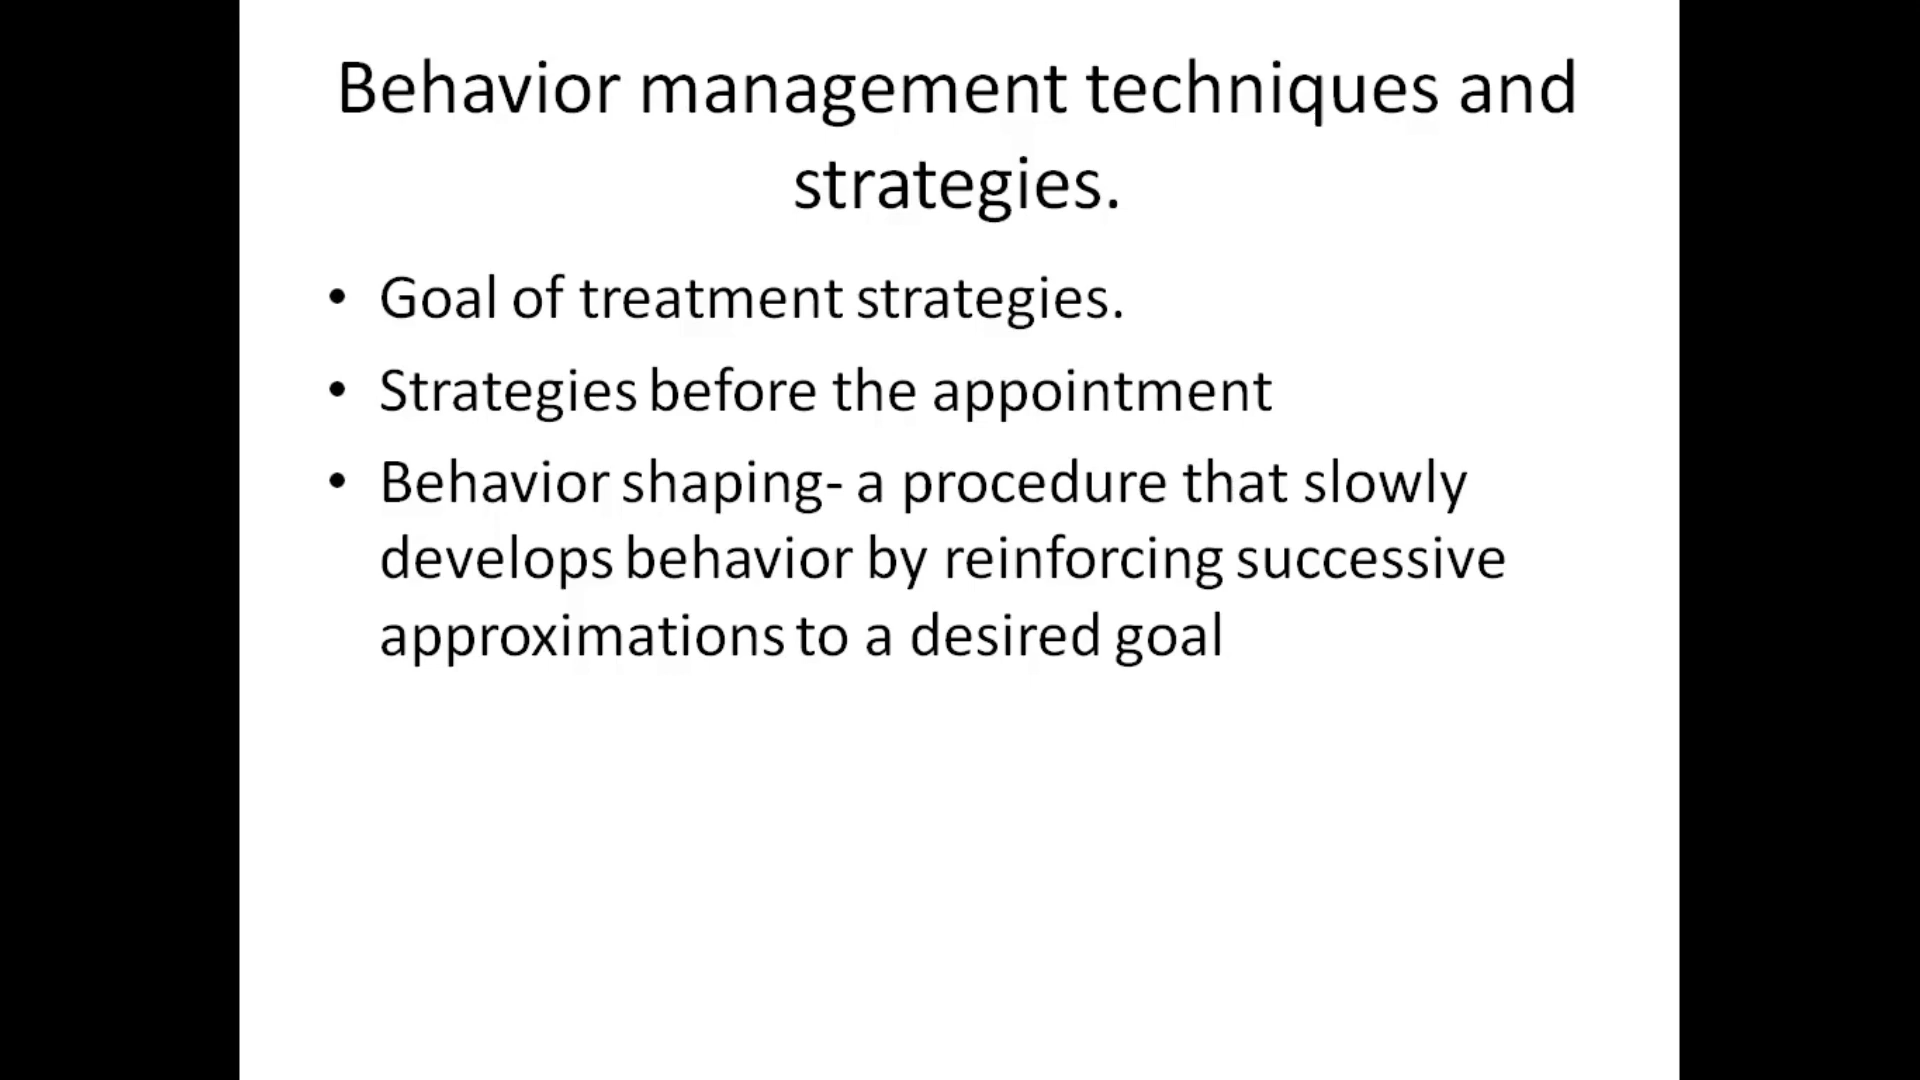 Behavior management techniques and
strategies.
• Goal of treatment strategies.
• Strategies before the appointment
• Behavior shaping- a procedure that slowly
develops behavior by reinforcing successive
approximations to a desired goal